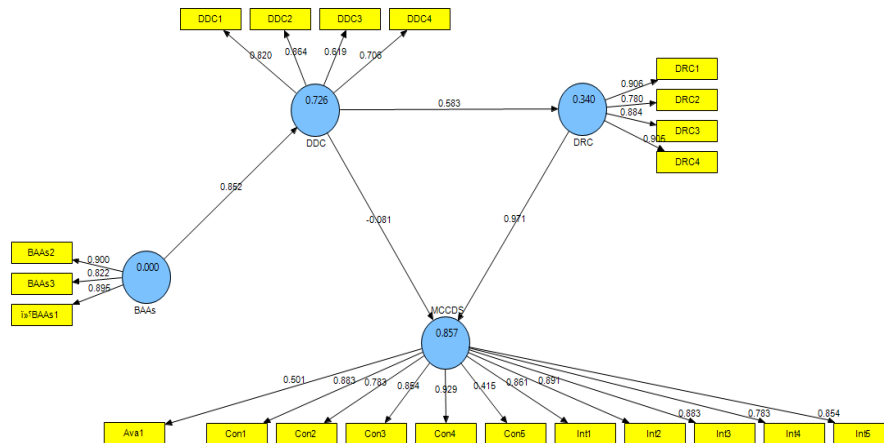 DDC1 DDC2 DDC3 DDC4
0.820 0.864 0.619 0.706
DRC1
0.906
0.726 0.583 0.340 0.780 DRC2
0.884
DRC3
DDC DRC
0.905
DRC4
0.852
-0.081 0.971
BAAs2
0.900
0.000
BAAs3 0.822
0.895
BAAs1
BAAs
MCCDS
0.857
0.501 0.883 0.783 0.854 0.929 0.415 0.861 0.891
0.883 0.783 0.854
Ava1 Con1 Con2 Con3 Con4 Con5 Int1 Int2 Int3 Int4 Int5